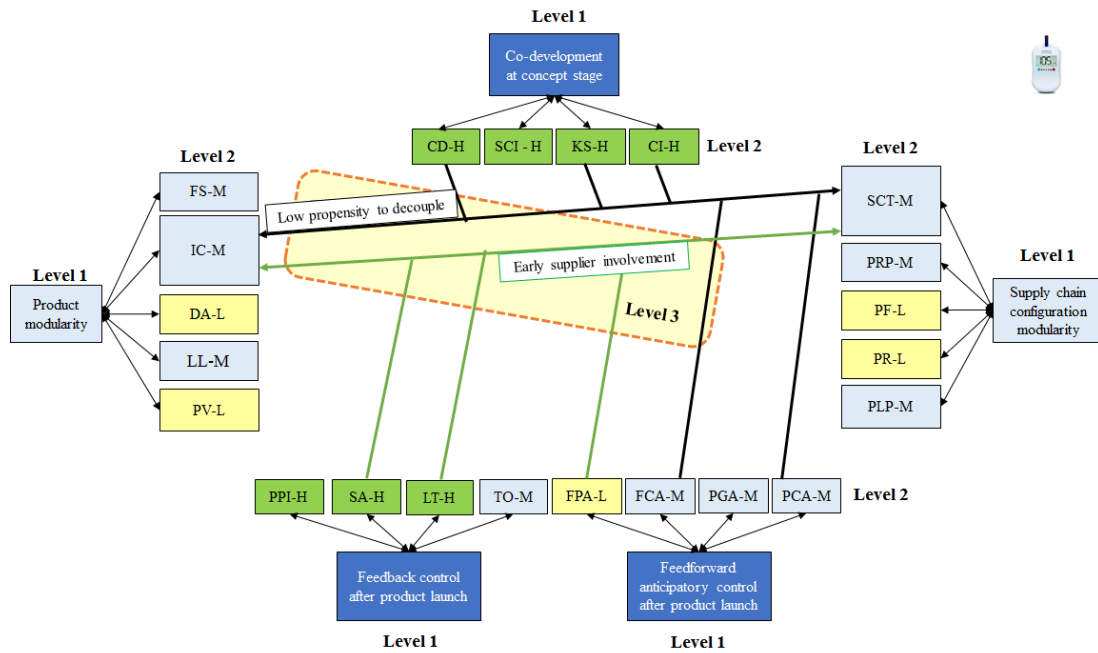 Level 1
Co-development
at concept stage
105
CD-H
SCI - H
KS-H
CI-H
Level 2
Level 2
FS-M
IC-M
DA-L
LL-M
PV-L
Level 1
Product
modularity
Low propensity to decouple
Early supplier involvement
Level 3
Level 2
SCT-M
PRP-M
PF-L
PR-L
PLP-M
Level 1
Supply chain
configuration
modularity
PPI-H
SA-H
LT-H
TO-M
FPA-L
FCA-M
PGA-M
PCA-M
Level 2
Feedback control
after product launch
Level 1
Feedforward
anticipatory control
after product launch
Level 1